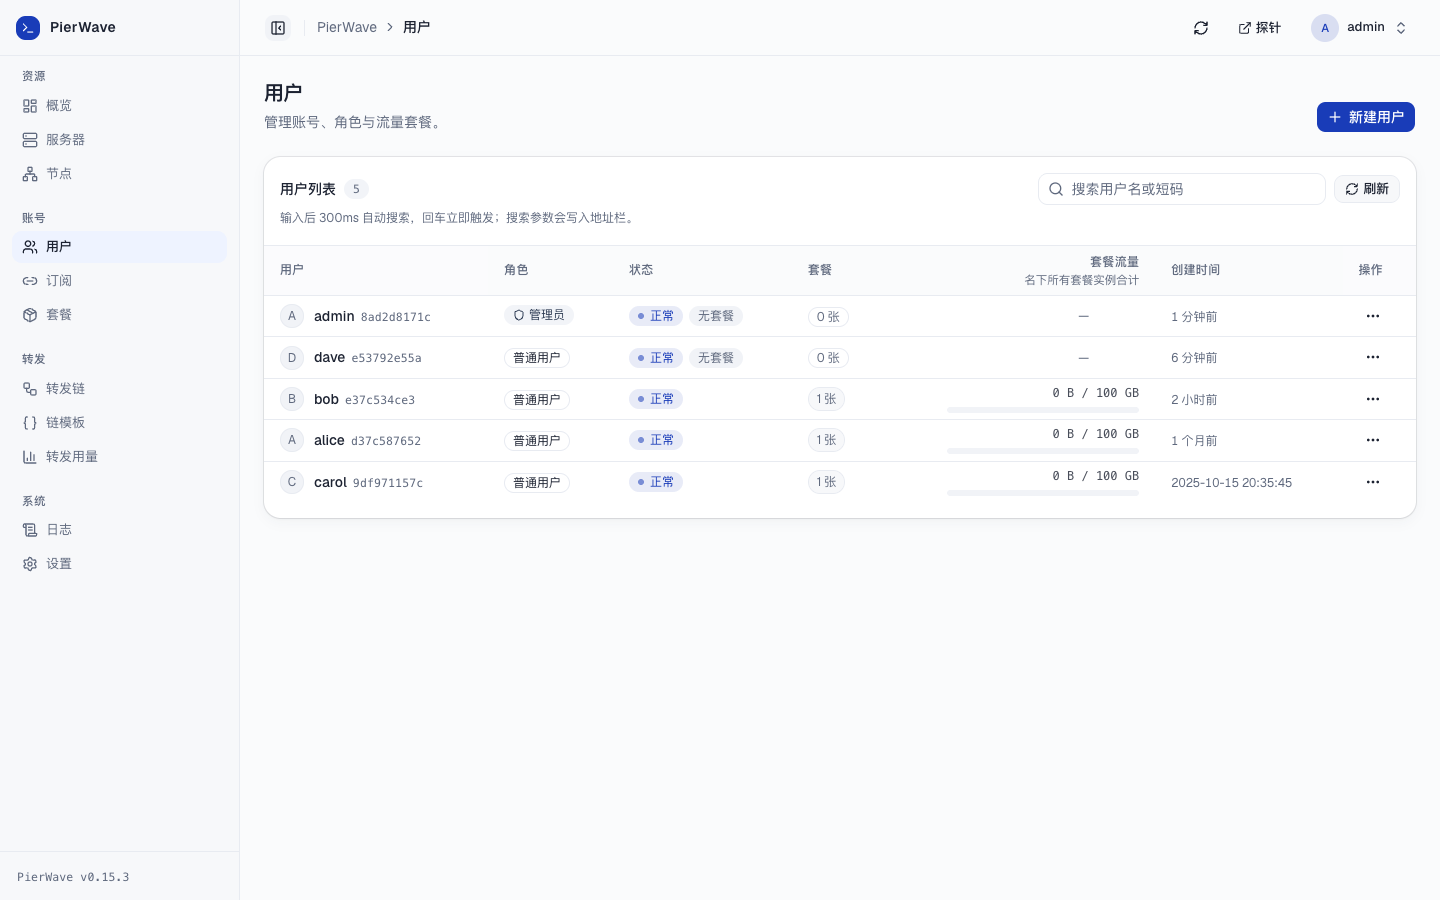 PierWave
PierWave > 用户
探针
A admin
资源
概览
服务器
节点
账号
用户
订阅
套餐
转发
转发链
链模板
转发用量
系统
日志
设置
PierWave v0.15.3
用户
管理账号、角色与流量套餐。
+ 新建用户
用户列表 5
搜索用户名或短码
刷新
输入后 300ms 自动搜索，回车立即触发；搜索参数会写入地址栏。
用户 角色 状态 套餐 套餐流量 创建时间 操作
名下所有套餐实例合计
A admin 8ad2d8171c 管理员 正常 无套餐 0 张 — 1 分钟前 ···
D dave e53792e55a 普通用户 正常 无套餐 0 张 — 6 分钟前 ···
B bob e37c534ce3 普通用户 正常 1 张 0 B / 100 GB 2 小时前 ···
A alice d37c587652 普通用户 正常 1 张 0 B / 100 GB 1 个月前 ···
C carol 9df971157c 普通用户 正常 1 张 0 B / 100 GB 2025-10-15 20:35:45 ···